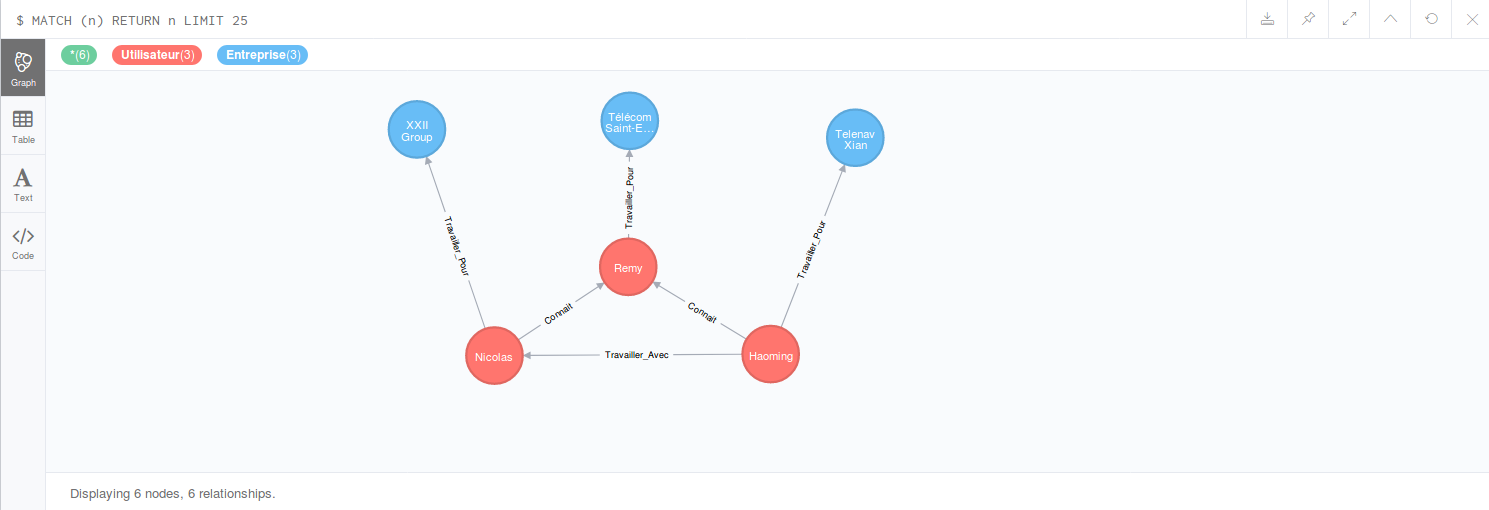 $ MATCH (n) RETURN n LIMIT 25
*(6) Utilisateur(3) Entreprise(3)
Graph
Table
Text
Code
XXII
Group
Télécom
Saint-E...
Telenav
Xian
Travailler_Pour
Travailler_Pour
Travailler_Pour
Remy
Connait
Connait
Nicolas
Travailler_Avec
Haoming
Displaying 6 nodes, 6 relationships.